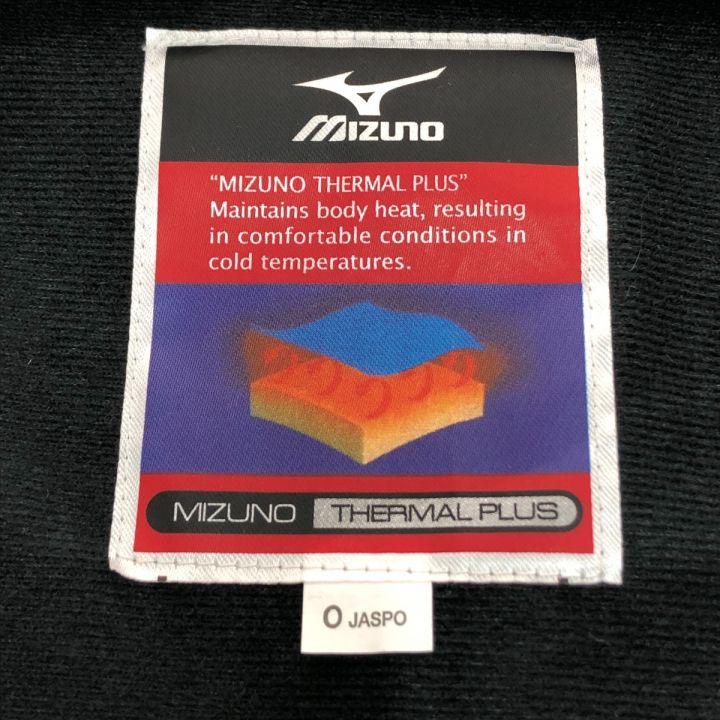 MIZUNO
“MIZUNO THERMAL PLUS”
Maintains body heat, resulting
in comfortable conditions in
cold temperatures.
MIZUNO THERMAL PLUS
O JASPO